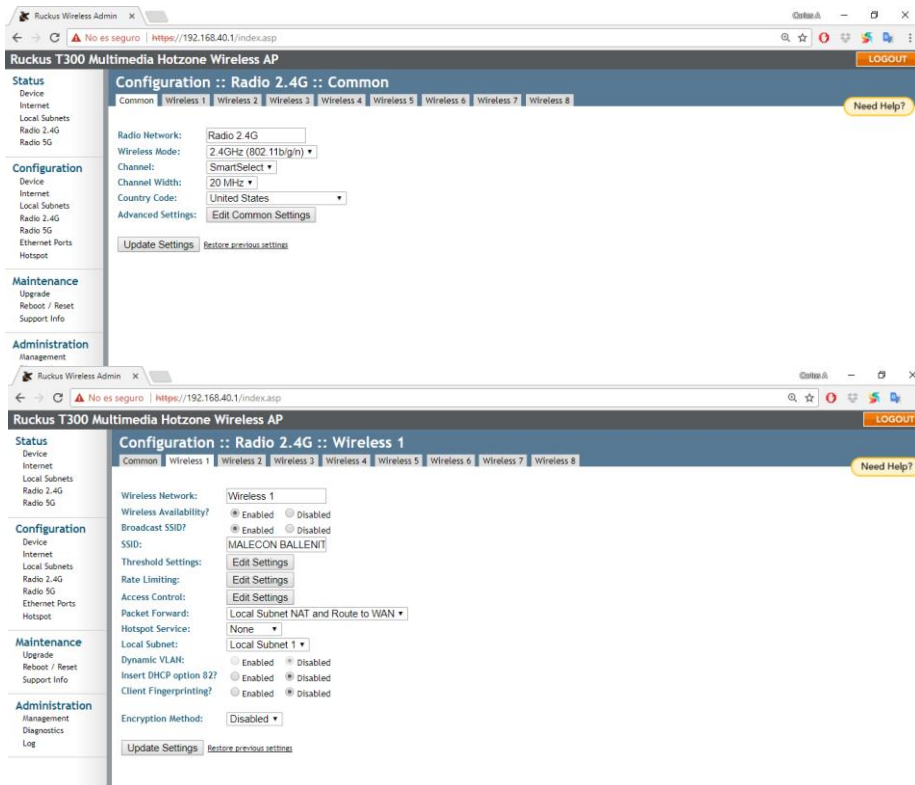 Ruckus Wireless Admin
No es seguro | https://192.168.40.1/index.asp
Ruckus T300 Multimedia Hotzone Wireless AP
LOGOUT
Status
Device
Internet
Local Subnets
Radio 2.4G
Radio 5G
Configuration
Device
Internet
Local Subnets
Radio 2.4G
Radio 5G
Ethernet Ports
Hotspot
Maintenance
Upgrade
Reboot / Reset
Support Info
Administration
Management
Configuration :: Radio 2.4G :: Common
Common Wireless 1 Wireless 2 Wireless 3 Wireless 4 Wireless 5 Wireless 6 Wireless 7 Wireless 8
Need Help?
Radio Network: Radio 2.4G
Wireless Mode: 2.4GHz (802.11b/g/n)
Channel: SmartSelect
Channel Width: 20 MHz
Country Code: United States
Advanced Settings: Edit Common Settings
Update Settings Restore previous settings
Ruckus Wireless Admin
No es seguro | https://192.168.40.1/index.asp
Ruckus T300 Multimedia Hotzone Wireless AP
LOGOUT
Status
Device
Internet
Local Subnets
Radio 2.4G
Radio 5G
Configuration
Device
Internet
Local Subnets
Radio 2.4G
Radio 5G
Ethernet Ports
Hotspot
Maintenance
Upgrade
Reboot / Reset
Support Info
Administration
Management
Diagnostics
Log
Configuration :: Radio 2.4G :: Wireless 1
Common Wireless 1 Wireless 2 Wireless 3 Wireless 4 Wireless 5 Wireless 6 Wireless 7 Wireless 8
Need Help?
Wireless Network: Wireless 1
Wireless Availability? Enabled Disabled
Broadcast SSID? Enabled Disabled
SSID: MALECON BALLENIT
Threshold Settings: Edit Settings
Rate Limiting: Edit Settings
Access Control: Edit Settings
Packet Forward: Local Subnet NAT and Route to WAN
Hotspot Service: None
Local Subnet: Local Subnet 1
Dynamic VLAN: Enabled Disabled
Insert DHCP option 82? Enabled Disabled
Client Fingerprinting? Enabled Disabled
Encryption Method: Disabled
Update Settings Restore previous settings